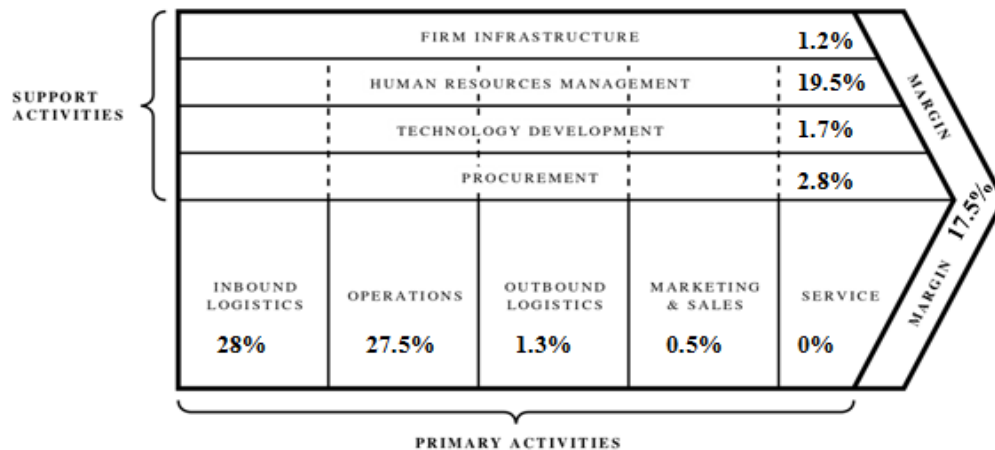 FIRM INFRASTRUCTURE 1.2%
HUMAN RESOURCES MANAGEMENT 19.5%
SUPPORT
ACTIVITIES
TECHNOLOGY DEVELOPMENT 1.7%
PROCUREMENT 2.8%
MARGIN
17.5%
MARGIN
INBOUND
LOGISTICS
28%
OPERATIONS
27.5%
OUTBOUND
LOGISTICS
1.3%
MARKETING
& SALES
0.5%
SERVICE
0%
PRIMARY ACTIVITIES